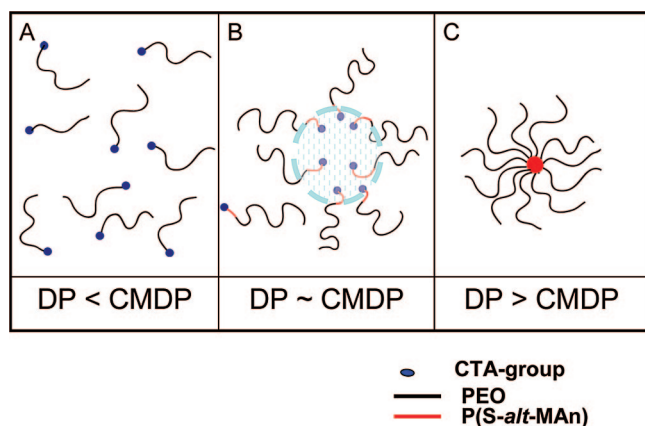 A
B
C
DP < CMDP
DP ~ CMDP
DP > CMDP
CTA-group
PEO
P(S-alt-MAn)